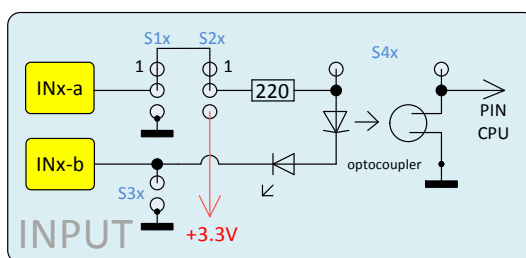 S1x S2x S4x
1 1
INx-a
220
PIN
CPU
optocoupler
INx-b
S3x
+3.3V
INPUT